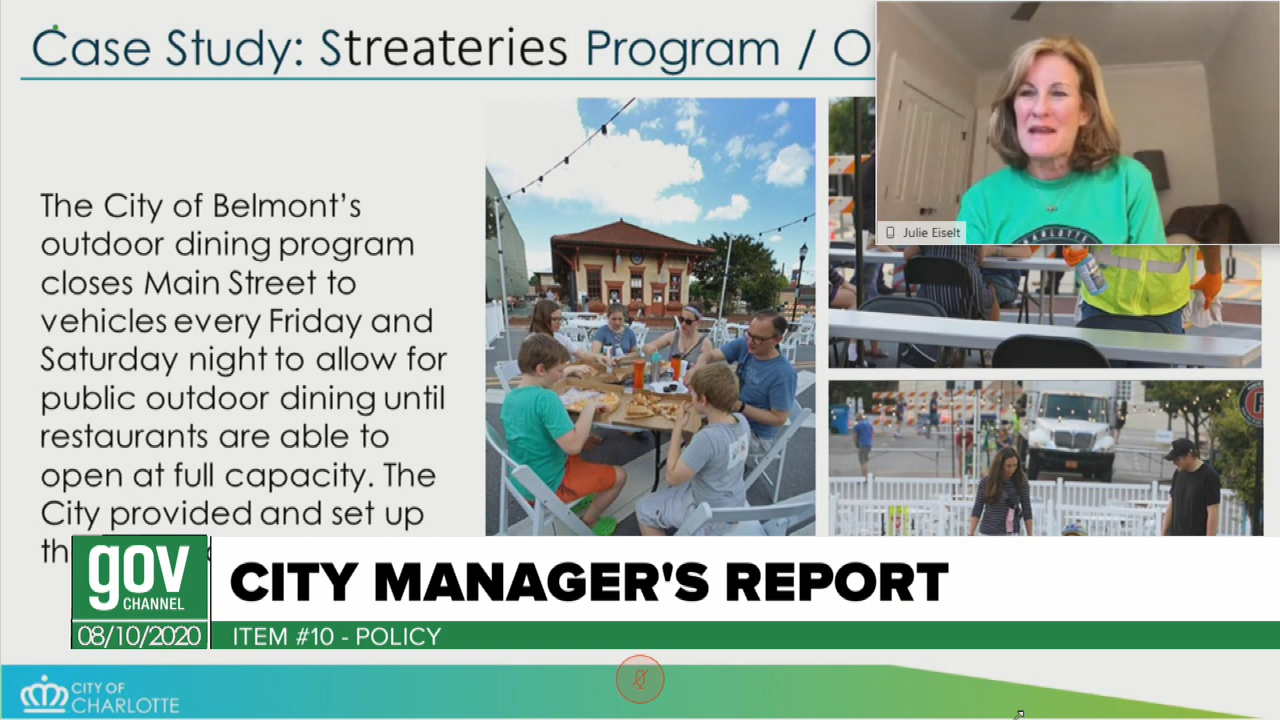 Case Study: Streateries Program / O
Julie Eiselt
The City of Belmont's
outdoor dining program
closes Main Street to
vehicles every Friday and
Saturday night to allow for
public outdoor dining until
restaurants are able to
open at full capacity. The
City provided and set up
gov
CHANNEL
08/10/2020
CITY MANAGER'S REPORT
ITEM #10 - POLICY
CITY OF
CHARLOTTE